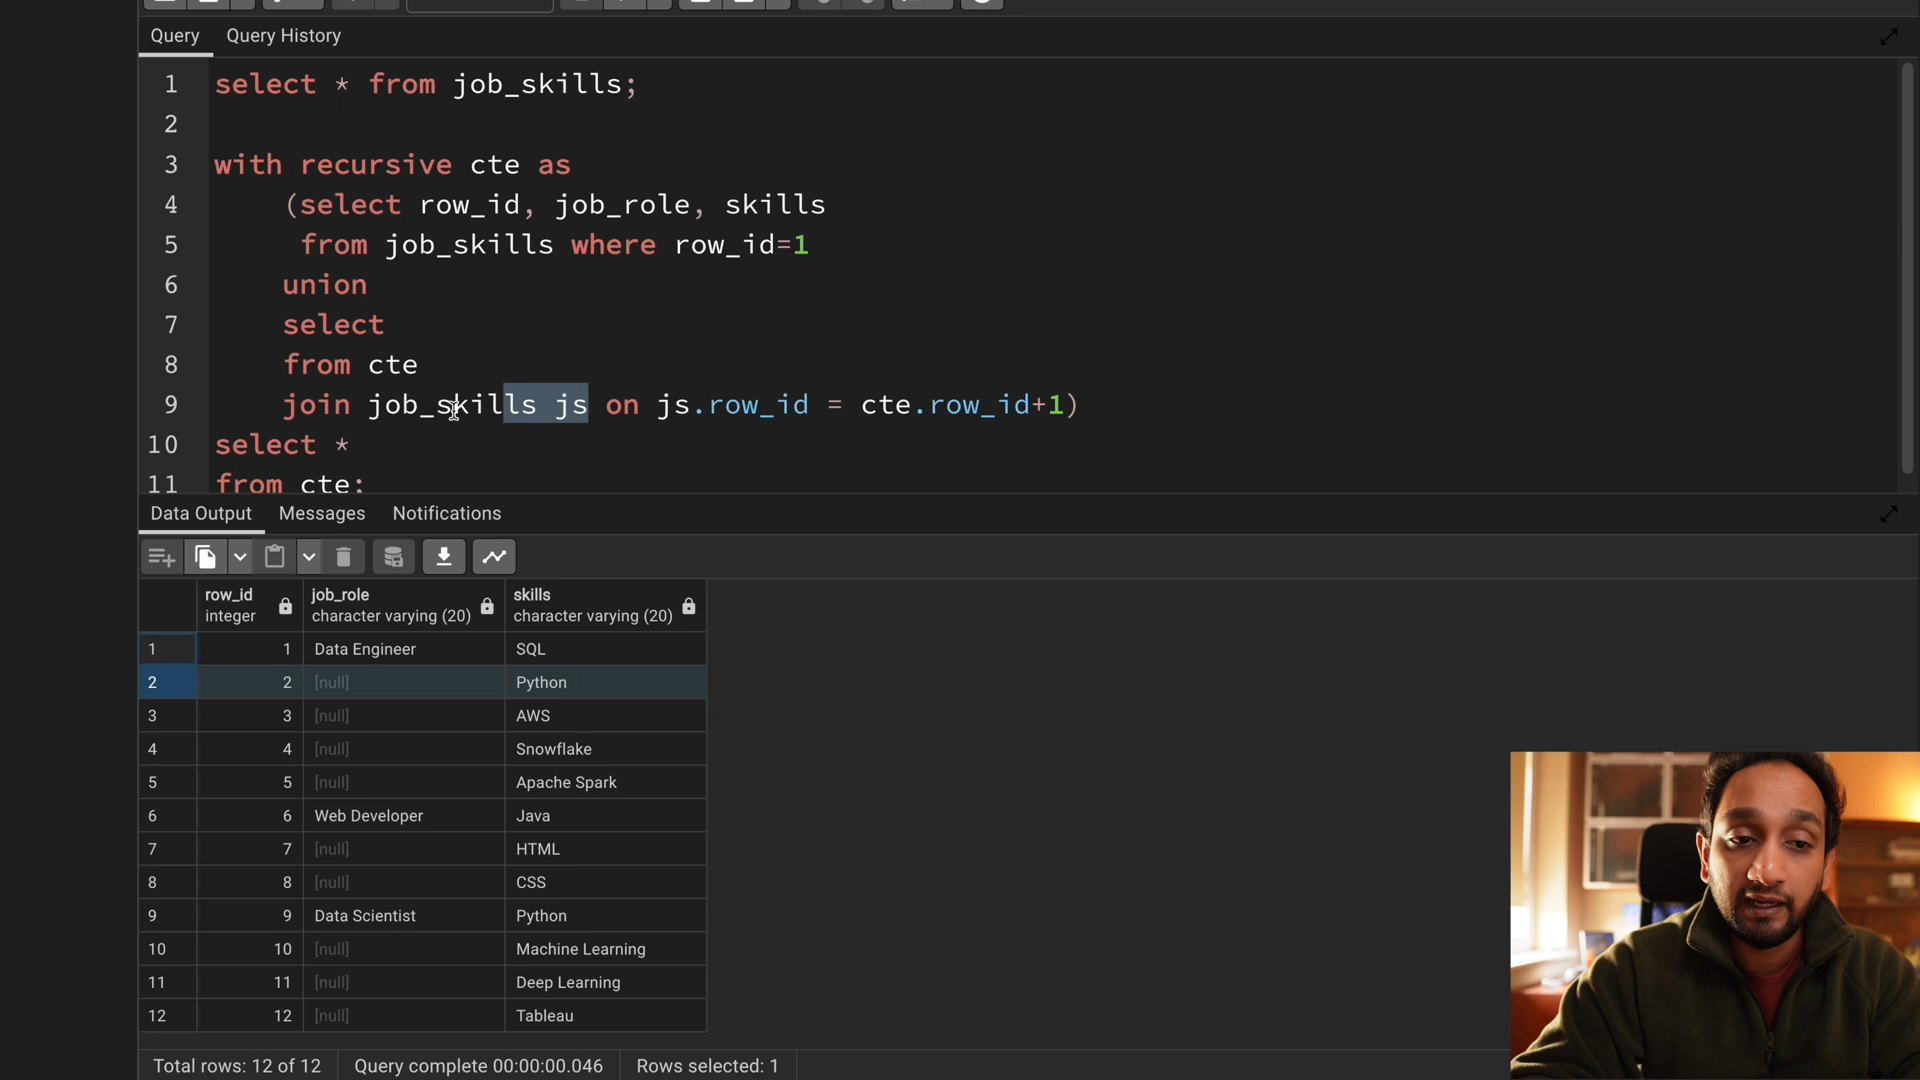 Query Query History
1 select * from job_skills;
2
3 with recursive cte as
4 (select row_id, job_role, skills
5 from job_skills where row_id=1
6 union
7 select
8 from cte
9 join job_skills js on js.row_id = cte.row_id+1)
10 select *
11 from cte;
Data Output Messages Notifications
row_id job_role skills
integer character varying (20) character varying (20)
1 1 Data Engineer SQL
2 2 [null] Python
3 3 [null] AWS
4 4 [null] Snowflake
5 5 [null] Apache Spark
6 6 Web Developer Java
7 7 [null] HTML
8 8 [null] CSS
9 9 Data Scientist Python
10 10 [null] Machine Learning
11 11 [null] Deep Learning
12 12 [null] Tableau
Total rows: 12 of 12 Query complete 00:00:00.046 Rows selected: 1